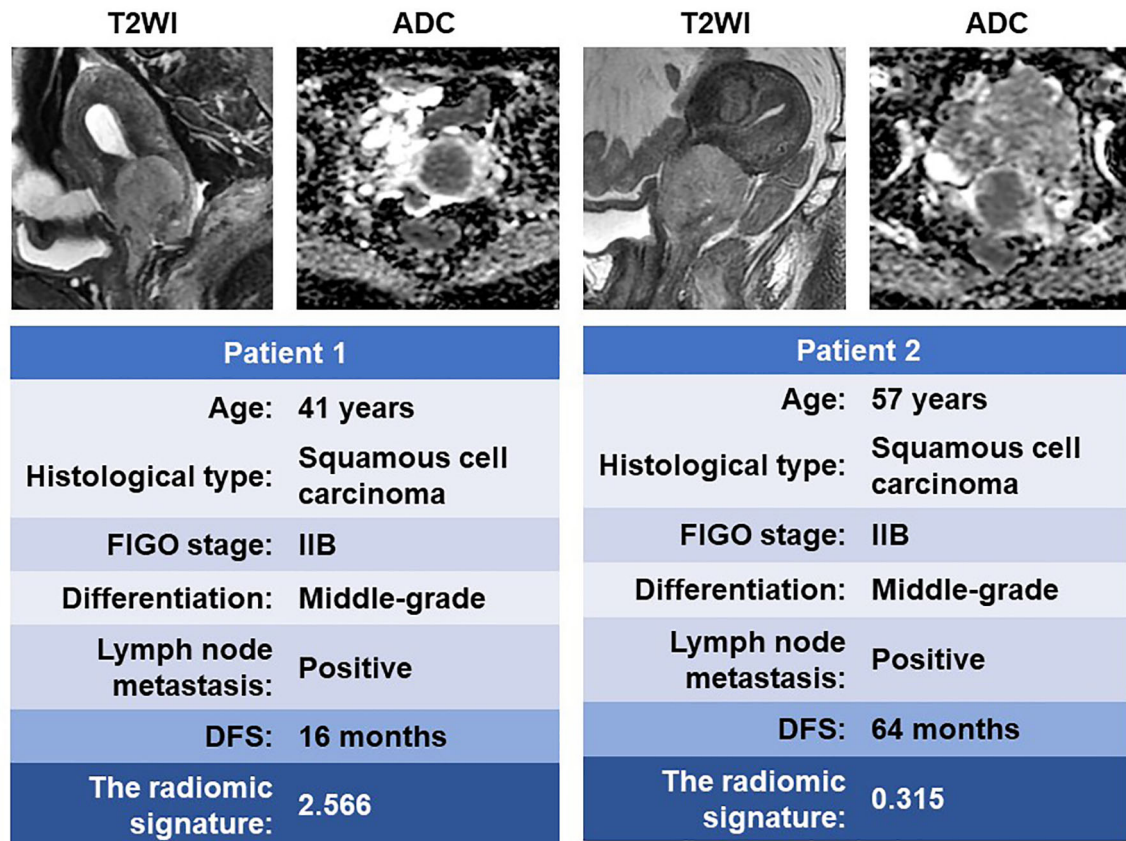 T2WI
ADC
T2WI
ADC
Patient 1
Age: 41 years
Histological type: Squamous cell
carcinoma
FIGO stage: IIB
Differentiation: Middle-grade
Lymph node
metastasis: Positive
DFS: 16 months
The radiomic
signature: 2.566
Patient 2
Age: 57 years
Histological type: Squamous cell
carcinoma
FIGO stage: IIB
Differentiation: Middle-grade
Lymph node
metastasis: Positive
DFS: 64 months
The radiomic
signature: 0.315